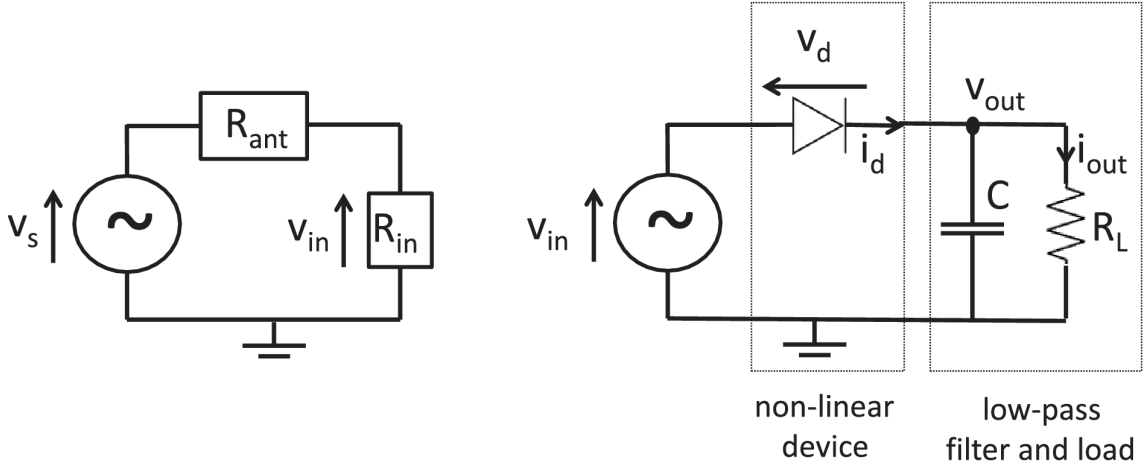 v_s
~
R_ant
v_in
R_in
v_in
~
v_d
i_d
v_out
i_out
C
R_L
non-linear
device
low-pass
filter and load